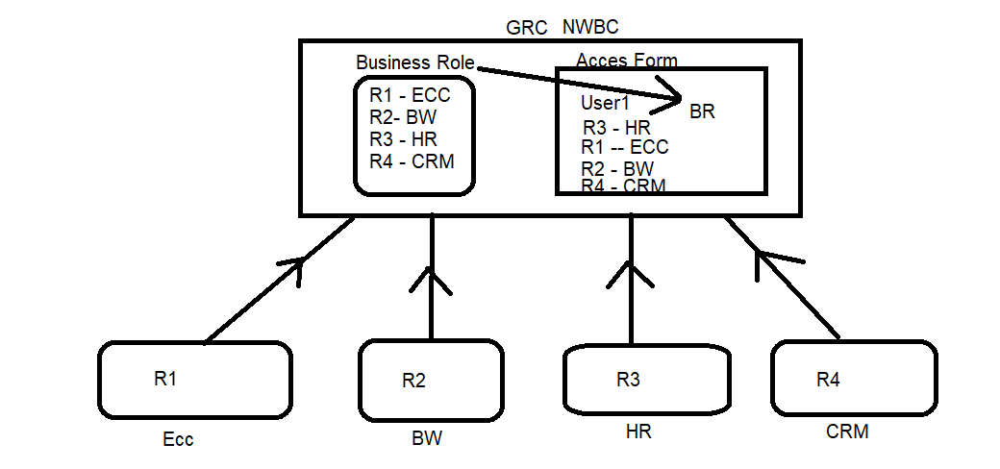 GRC NWBC
Business Role
Acces Form
R1 - ECC
R2- BW
R3 - HR
R4 - CRM
User1
BR
R3 - HR
R1 -- ECC
R2 - BW
R4 - CRM
R1
R2
R3
R4
Ecc
BW
HR
CRM